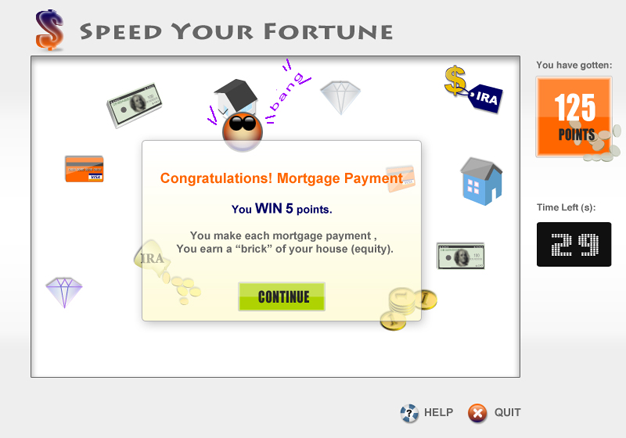 SPEED YOUR FORTUNE
You have gotten:
125
POINTS
bang
IRA
VISA
Congratulations! Mortgage Payment
You WIN 5 points.
You make each mortgage payment ,
You earn a “brick” of your house (equity).
IRA
CONTINUE
Time Left (s):
29
HELP
QUIT